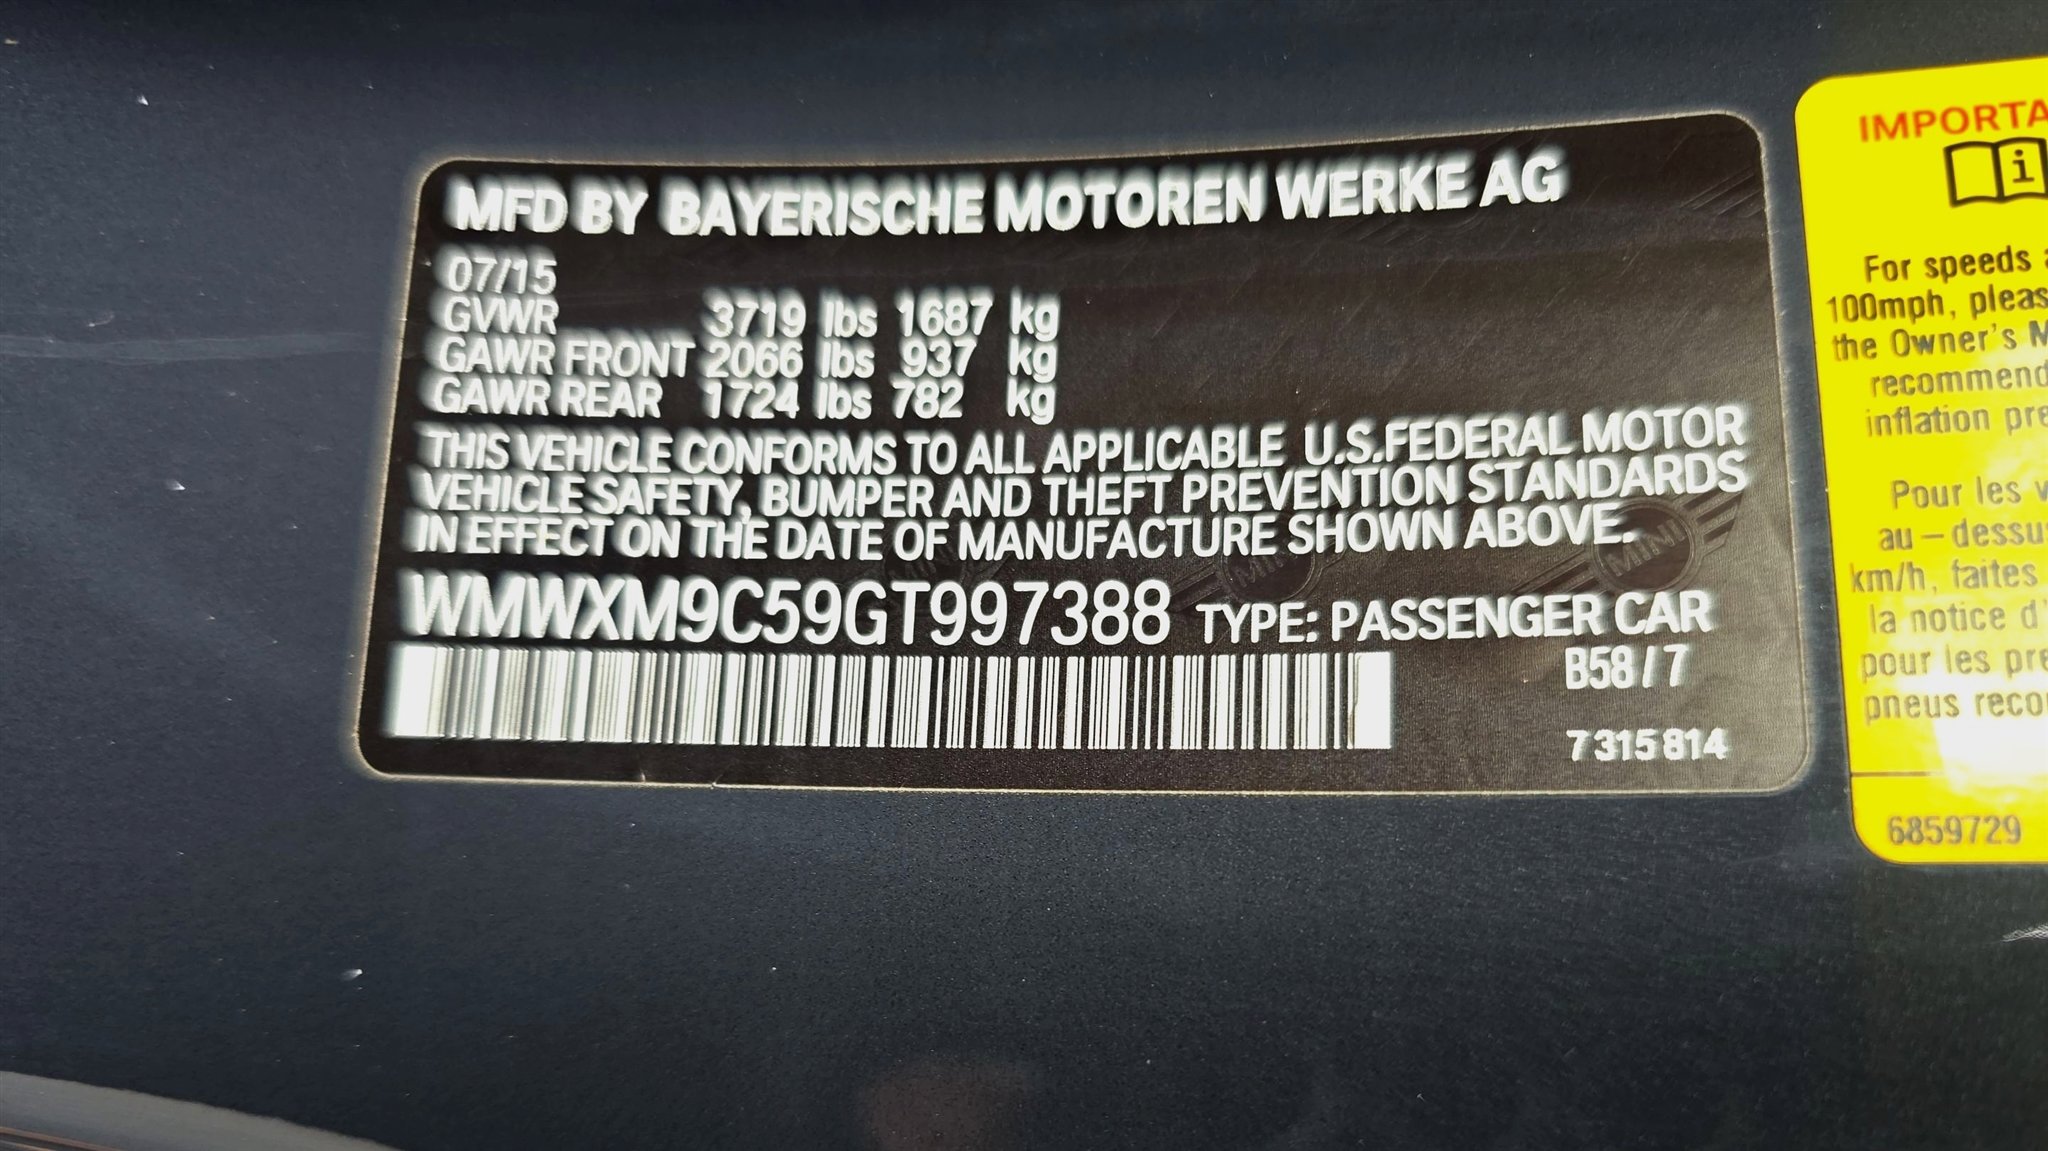 MFD BY BAYERISCHE MOTOREN WERKE AG
07/15
GVWR 3719 lbs 1687 kg
GAWR FRONT 2066 lbs 937 kg
GAWR REAR 1724 lbs 782 kg
THIS VEHICLE CONFORMS TO ALL APPLICABLE U.S.FEDERAL MOTOR
VEHICLE SAFETY, BUMPER AND THEFT PREVENTION STANDARDS
IN EFFECT ON THE DATE OF MANUFACTURE SHOWN ABOVE.
MINI MINI MINI
WMWXM9C59GT997388 TYPE: PASSENGER CAR
B58/7
7 315 814
IMPORTA
i
For speeds
100mph, pleas
the Owner's M
recommend
inflation pre
Pour les v
au-dessu
km/h, faites
la notice d'
pour les pre
pneus reco
6859729